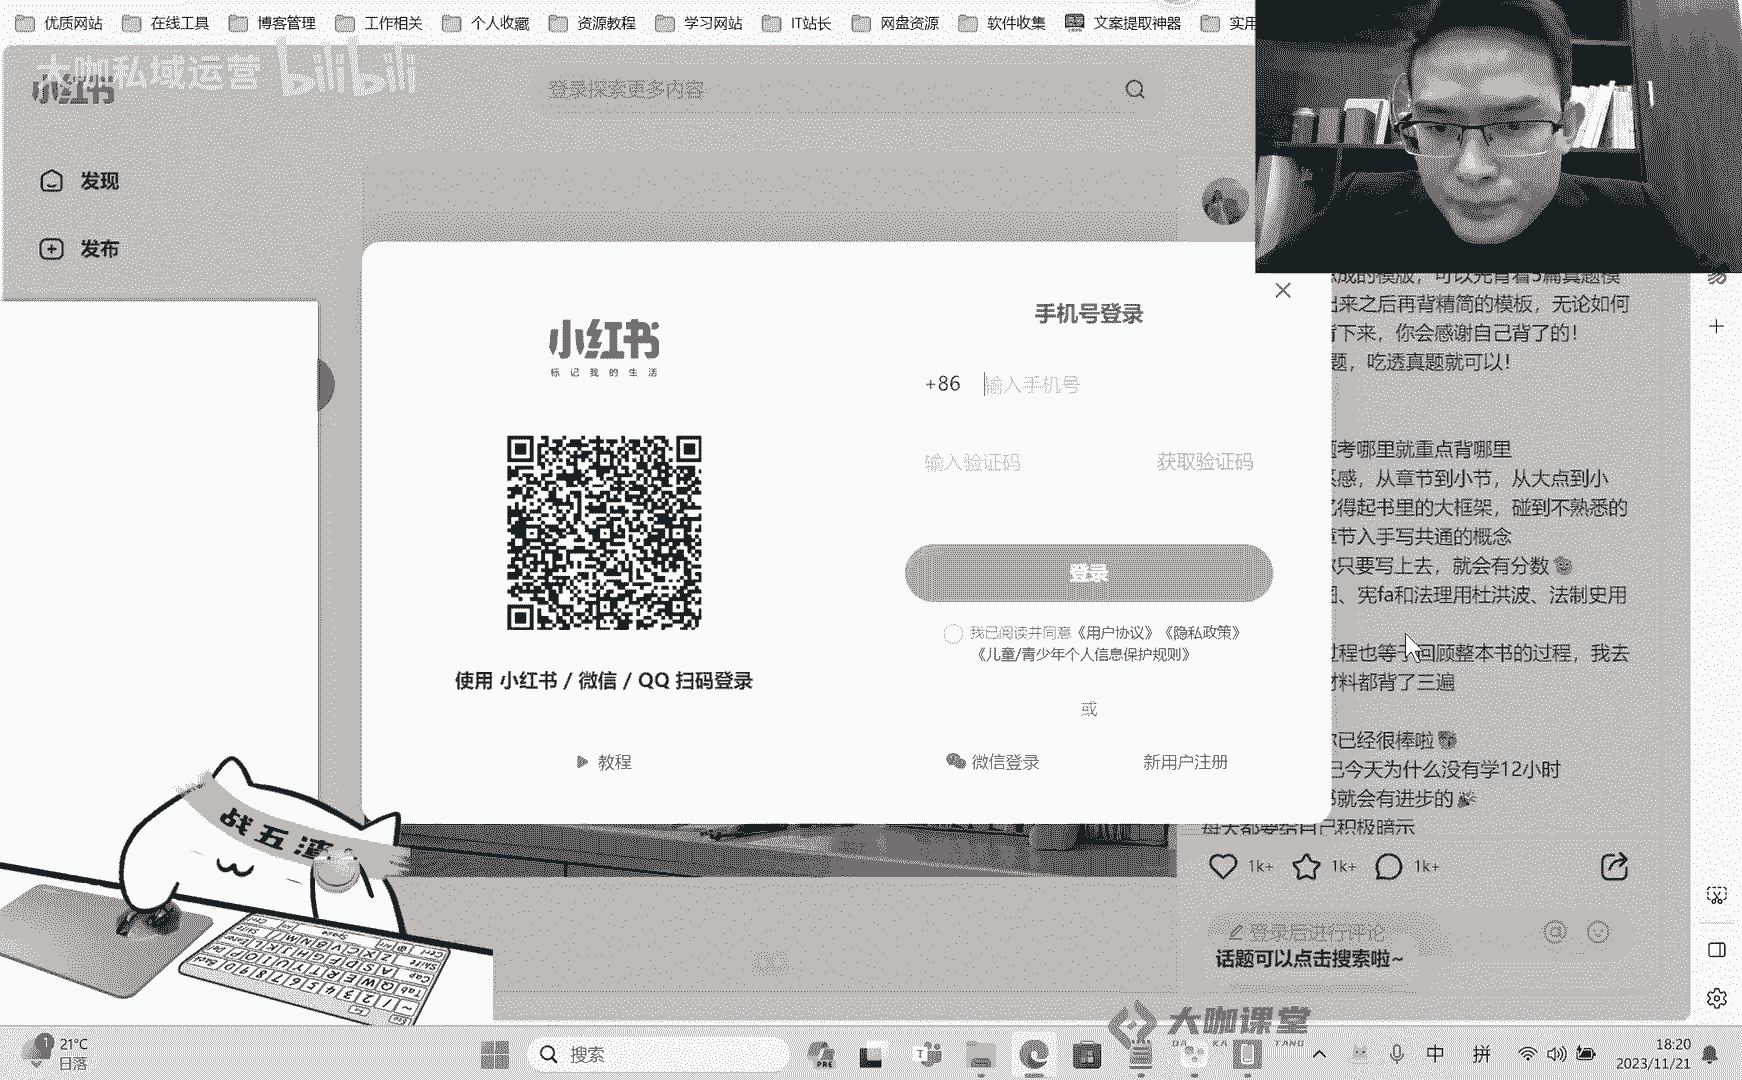 优质网站
在线工具
博客管理
工作相关
个人收藏
资源教程
学习网站
IT站长
网盘资源
软件收集
文案提取神器
实用
大咖私域运营 bilibili
小红书
登录探索更多内容
发现
发布
小红书
标记我的生活
使用 小红书 / 微信 / QQ 扫码登录
教程
手机号登录
+86 输入手机号
输入验证码 获取验证码
登录
我已阅读并同意《用户协议》《隐私政策》
《儿童/青少年个人信息保护规则》
或
微信登录 新用户注册
成的模版，可以先背着5篇真题模
出来之后再背精简的模板，无论如何
背下来，你会感谢自己背了的！
题，吃透真题就可以！
考哪里就重点背哪里
感，从章节到小节，从大点到小
得起书里的大框架，碰到不熟悉的
章节入手写共通的概念
你只要写上去，就会有分数
、宪fa和法理用杜洪波、法制史用
过程也等于回顾整本书的过程，我去
材料都背了三遍
你已经很棒啦
己今天为什么没有学12小时
就会有进步的
每天都要给自己积极暗示
1k+ 1k+ 1k+
登录后进行评论
话题可以点击搜索啦~
战五渣
大咖课堂
DA KA TANG
21°C
日落
搜索
PRE
中
拼
18:20
2023/11/21